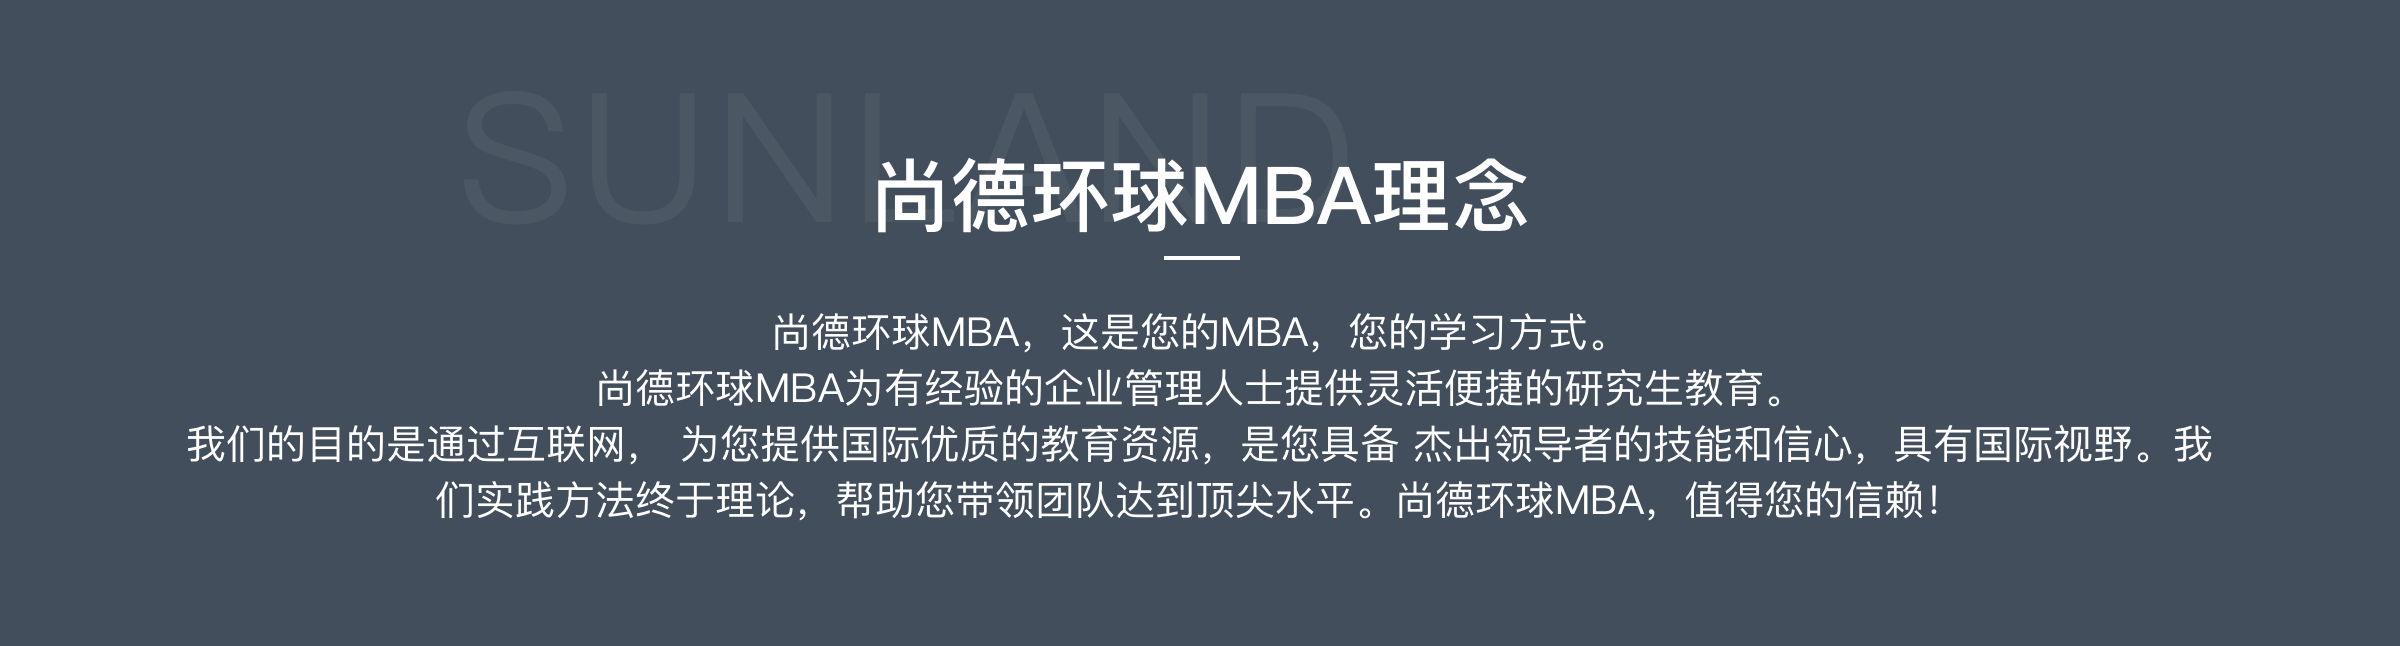 SUNLAND
尚德环球MBA理念
尚德环球MBA，这是您的MBA，您的学习方式。
尚德环球MBA为有经验的企业管理人士提供灵活便捷的研究生教育。
我们的目的是通过互联网， 为您提供国际优质的教育资源，是您具备 杰出领导者的技能和信心，具有国际视野。我
们实践方法终于理论，帮助您带领团队达到顶尖水平。尚德环球MBA，值得您的信赖！